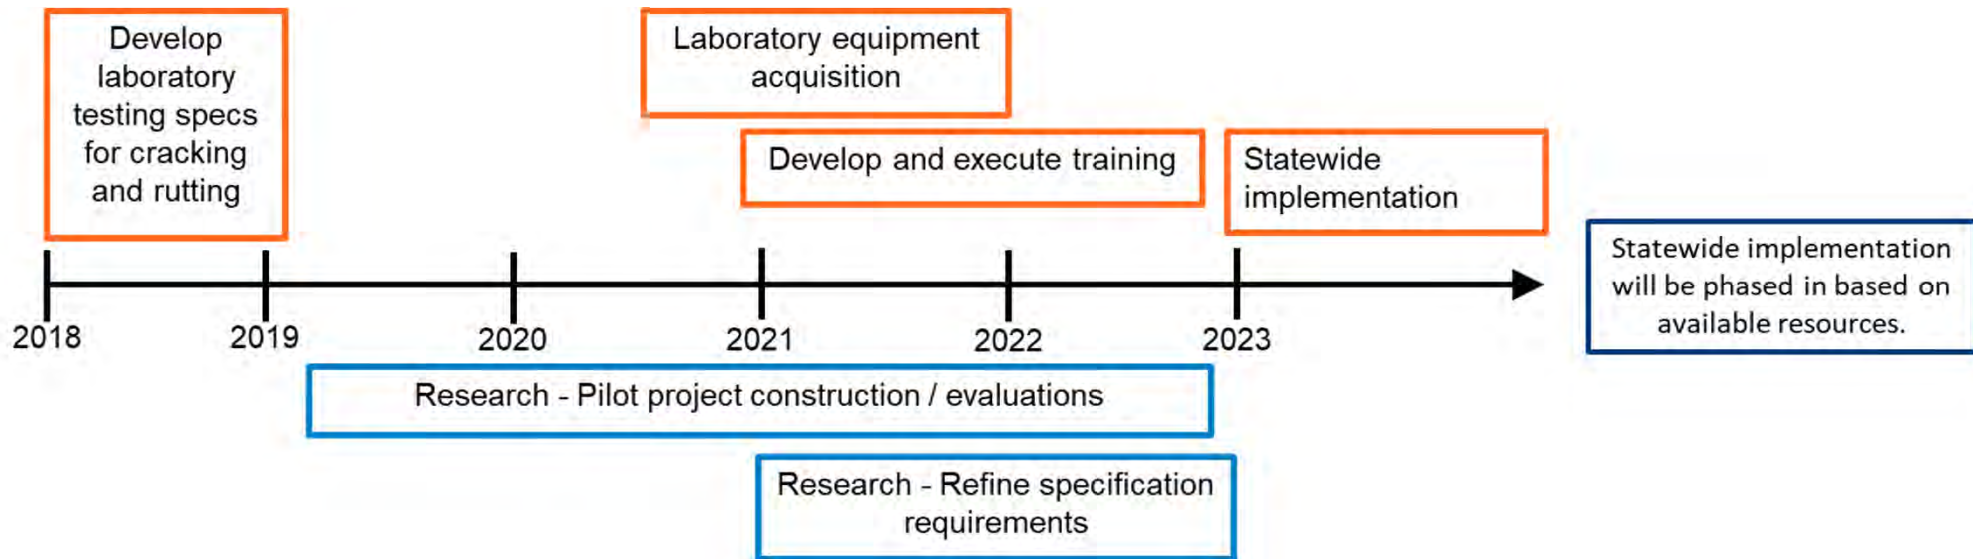 Develop
laboratory
testing specs
for cracking
and rutting
Laboratory equipment
acquisition
Develop and execute training
Statewide
implementation
Statewide implementation
will be phased in based on
available resources.
2018
2019
2020
2021
2022
2023
Research - Pilot project construction / evaluations
Research - Refine specification
requirements